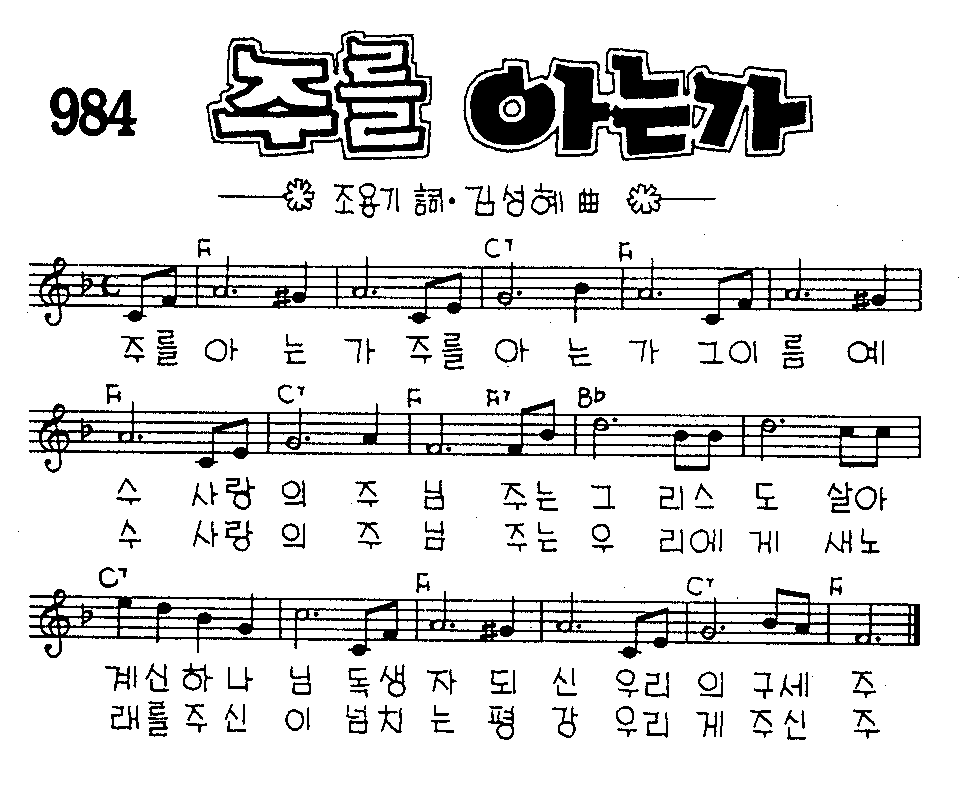 984 주를 아는가
조용기 詞·김성혜 曲
F C7 F
주를 아 는 가 주를 아 는 가 그이 름 예
F C7 F F7 Bb
수 사랑 의 주 님 주는 그 리스 도 살아
수 사랑 의 주 님 주는 우 리에 게 새노
C7 F C7 F
계신하나 님 독생 자 되 신 우리 의 구세 주
래를주신 이 넘치 는 평 강 우리 게 주신 주